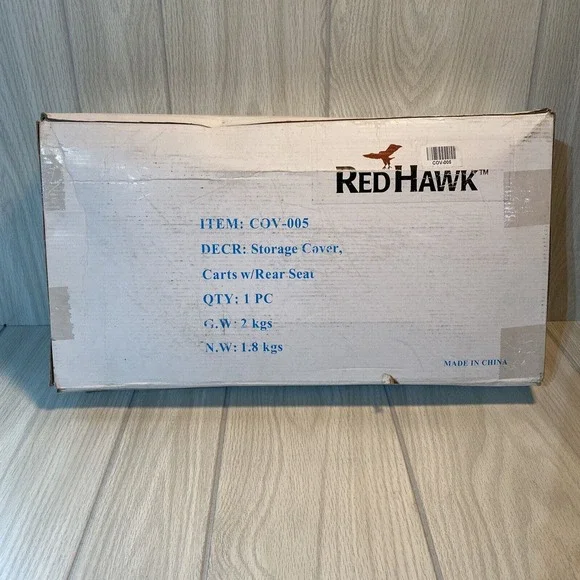 COV-005
RED HAWK™
ITEM: COV-005
DECR: Storage Cover,
Carts w/Rear Seat
QTY: 1 PC
G.W: 2 kgs
N.W: 1.8 kgs
MADE IN CHINA